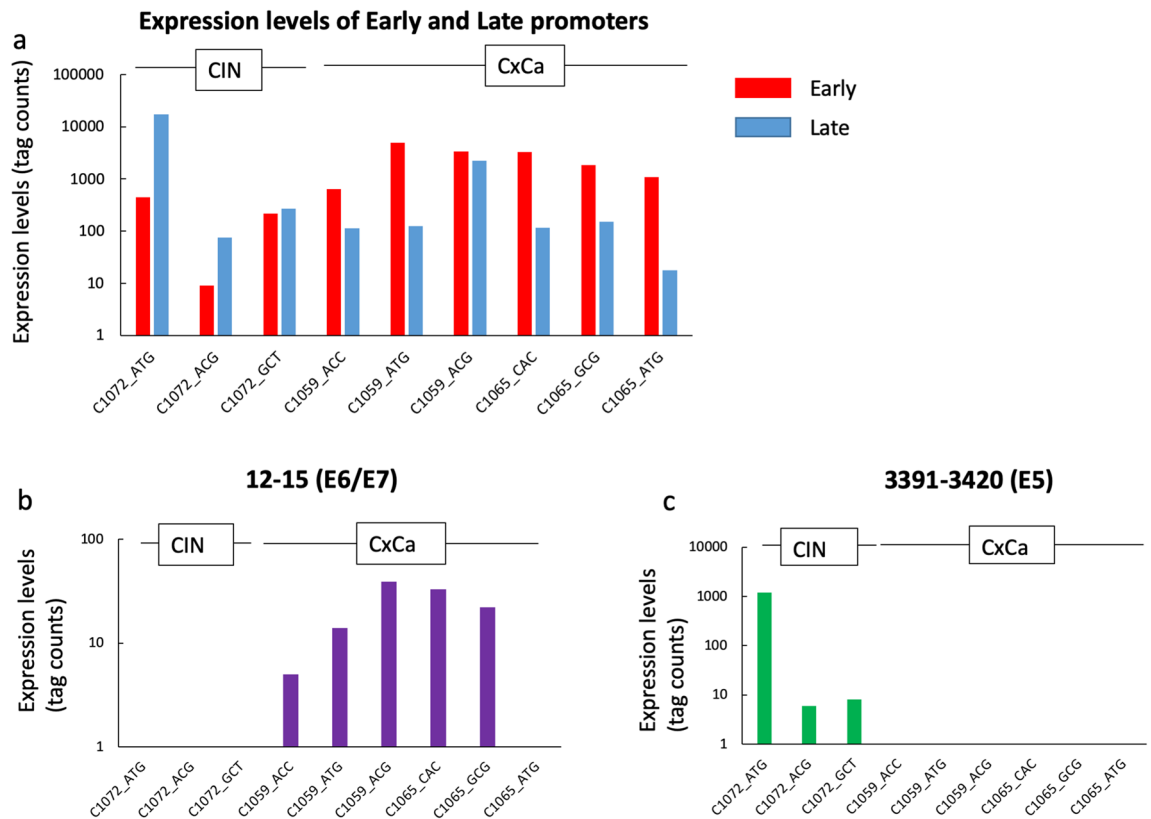 Expression levels of Early and Late promoters
a
CIN
CxCa
Expression levels (tag counts)
100000
10000
1000
100
10
1
Early
Late
C1072_ATG
C1072_ACG
C1072_GCT
C1059_ACC
C1059_ATG
C1059_ACG
C1065_CAC
C1065_GCG
C1065_ATG
b
12-15 (E6/E7)
CIN
CxCa
Expression levels
(tag counts)
100
10
1
C1072_ATG
C1072_ACG
C1072_GCT
C1059_ACC
C1059_ATG
C1059_ACG
C1065_CAC
C1065_GCG
C1065_ATG
c
3391-3420 (E5)
CIN
CxCa
Expression levels
(tag counts)
10000
1000
100
10
1
C1072_ATG
C1072_ACG
C1072_GCT
C1059_ACC
C1059_ATG
C1059_ACG
C1065_CAC
C1065_GCG
C1065_ATG